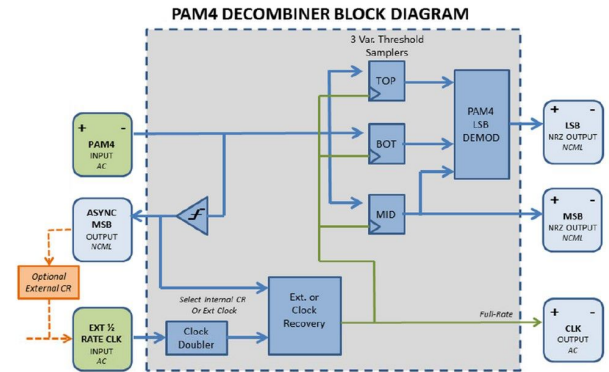 PAM4 DECOMBINER BLOCK DIAGRAM
3 Var. Threshold
Samplers
TOP
BOT
MID
PAM4
LSB
DEMOD
+ -
PAM4
INPUT
AC
ASYNC
MSB
OUTPUT
NCML
Optional
External CR
EXT ½
RATE CLK
INPUT
AC
Select Internal CR
Or Ext Clock
Clock
Doubler
Ext. or
Clock
Recovery
Full-Rate
+ -
LSB
NRZ OUTPUT
NCML
+ -
MSB
NRZ OUTPUT
NCML
+ -
CLK
OUTPUT
AC